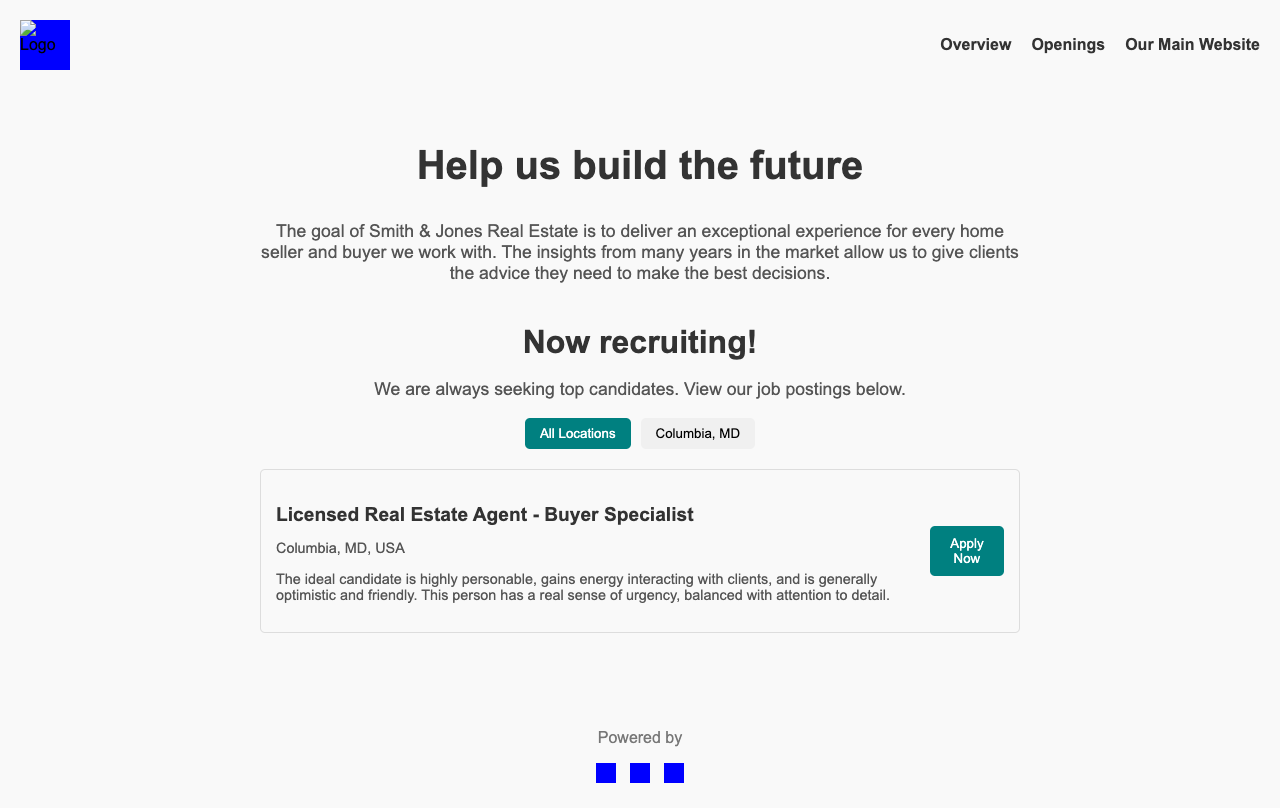 Logo
Overview Openings Our Main Website
Help us build the future
The goal of Smith & Jones Real Estate is to deliver an exceptional experience for every home
seller and buyer we work with. The insights from many years in the market allow us to give clients
the advice they need to make the best decisions.
Now recruiting!
We are always seeking top candidates. View our job postings below.
All Locations Columbia, MD
Licensed Real Estate Agent - Buyer Specialist
Columbia, MD, USA
The ideal candidate is highly personable, gains energy interacting with clients, and is generally
optimistic and friendly. This person has a real sense of urgency, balanced with attention to detail.
Apply
Now
Powered by